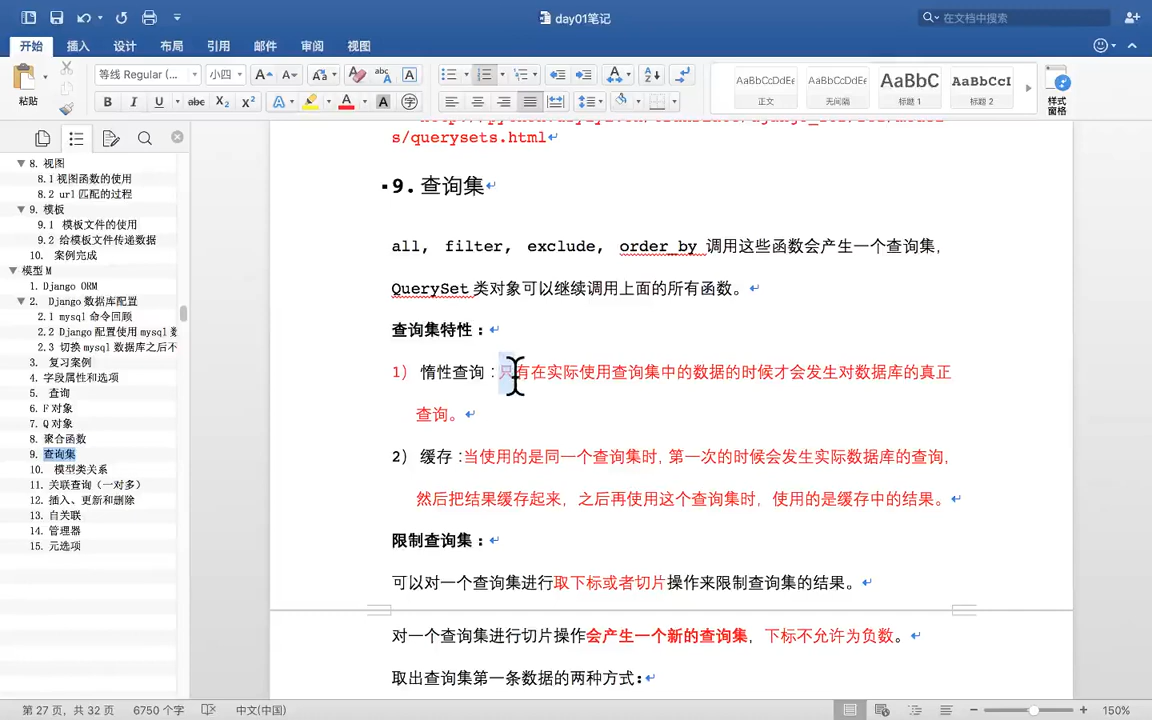 day01笔记
在文档中搜索
开始 插入 设计 布局 引用 邮件 审阅 视图
粘贴
等线 Regular (... 小四
AaBbCcDdEe AaBbCcDdEe AaBbC AaBbCcI
正文 无间隔 标题 1 标题 2
样式
窗格
8. 视图
8.1 视图函数的使用
8.2 url 匹配的过程
9. 模板
9.1 模板文件的使用
9.2 给模板文件传递数据
10. 案例完成
模型 M
1. Django ORM
2. Django 数据库配置
2.1 mysql 命令回顾
2.2 Django 配置使用 mysql 数
2.3 切换 mysql 数据库之后不
3. 复习案例
4. 字段属性和选项
5. 查询
6. F 对象
7. Q 对象
8. 聚合函数
9. 查询集
10. 模型类关系
11. 关联查询（一对多）
12. 插入、更新和删除
13. 自关联
14. 管理器
15. 元选项
s/querysets.html
9. 查询集
all, filter, exclude, order_by 调用这些函数会产生一个查询集,
QuerySet 类对象可以继续调用上面的所有函数。
查询集特性：
1） 惰性查询：只有在实际使用查询集中的数据的时候才会发生对数据库的真正
查询。
2） 缓存：当使用的是同一个查询集时, 第一次的时候会发生实际数据库的查询,
然后把结果缓存起来，之后再使用这个查询集时，使用的是缓存中的结果。
限制查询集：
可以对一个查询集进行取下标或者切片操作来限制查询集的结果。
对一个查询集进行切片操作会产生一个新的查询集，下标不允许为负数。
取出查询集第一条数据的两种方式:
第 27 页，共 32 页 6750 个字 中文(中国) 150%